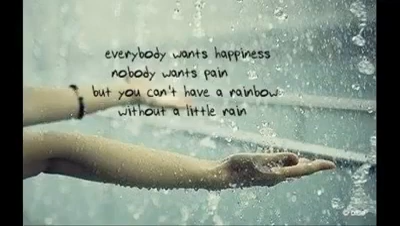 everybody wants happiness
nobody wants pain
but you can't have a rainbow
without a little rain